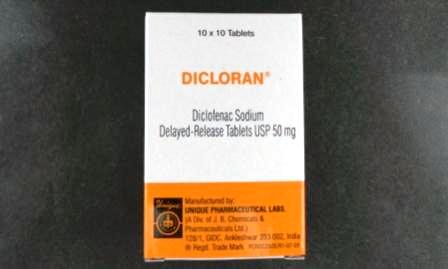 10 x 10 Tablets
DICLORAN®
Diclofenac Sodium
Delayed-Release Tablets USP 50 mg
Manufactured by:
UNIQUE PHARMACEUTICAL LABS.
(A Div. of J. B. Chemicals &
Pharmaceuticals Ltd.)
128/1, GIDC, Ankleshwar 393 002, India
® Regd. Trade Mark